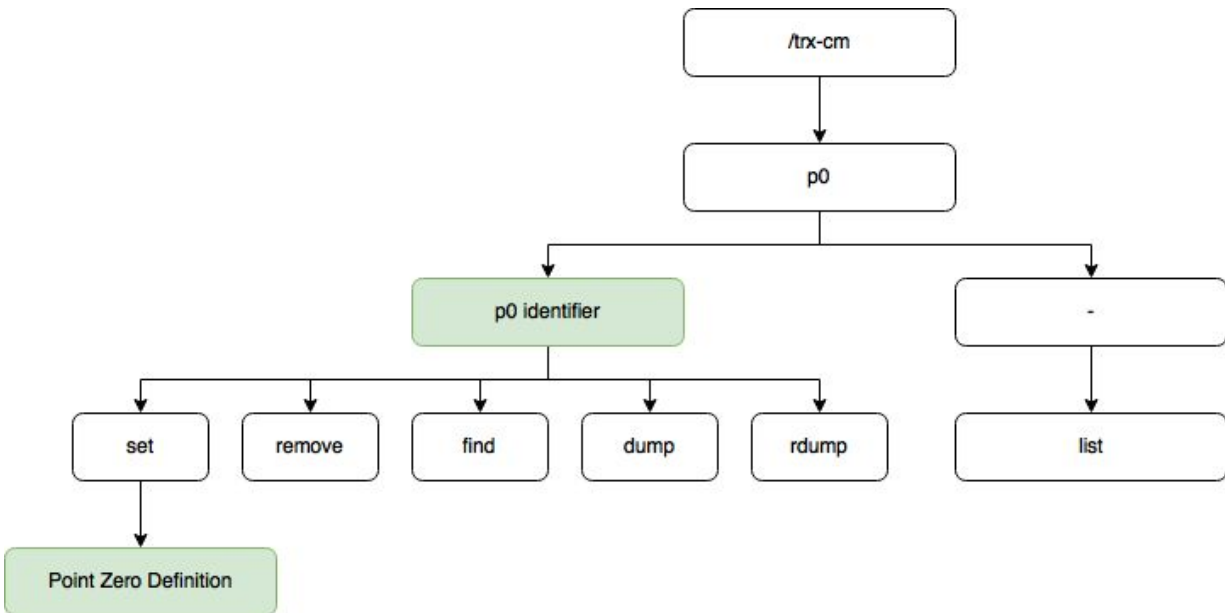 /trx-cm
p0
p0 identifier
-
set
remove
find
dump
rdump
list
Point Zero Definition